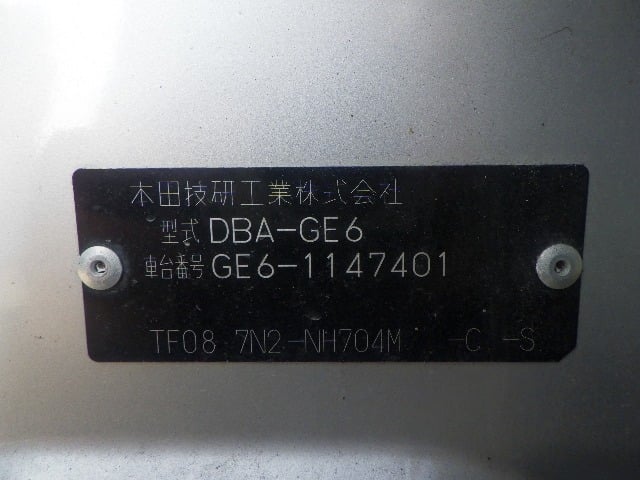 本田技研工業株式会社
型式 DBA-GE6
車台番号 GE6-1147401
TF08 7N2-NH704M -C -S